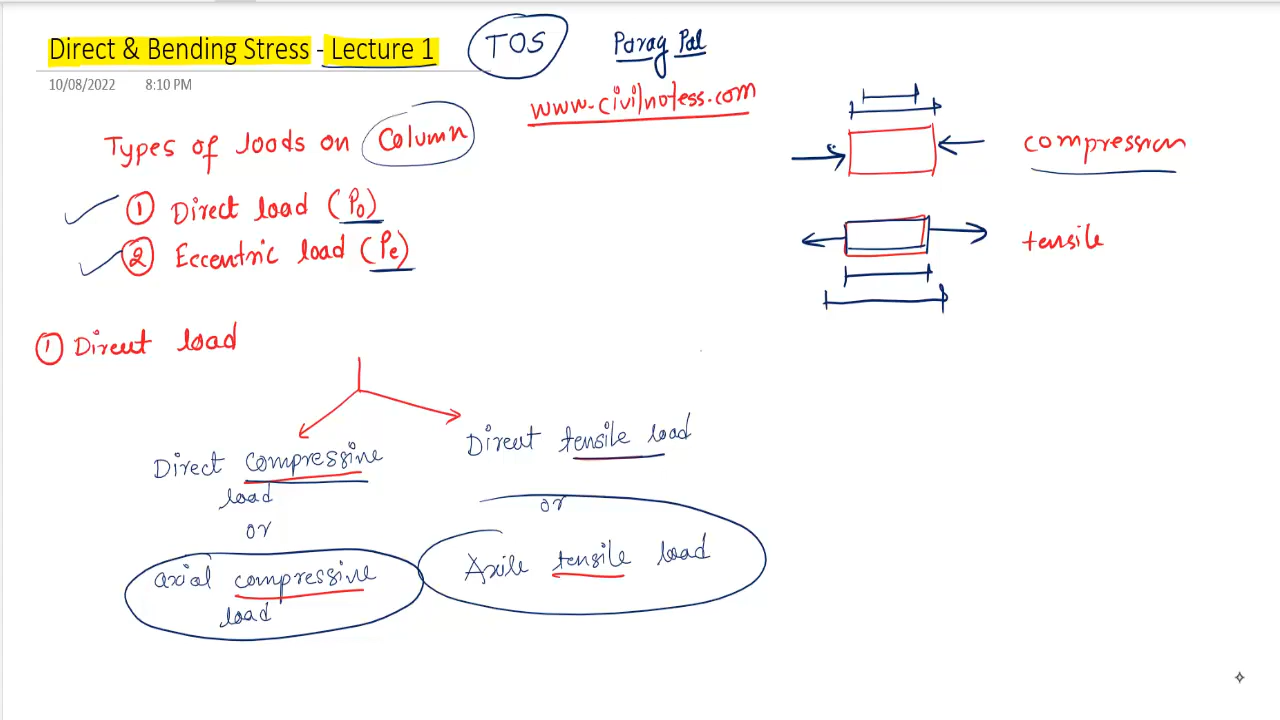 Direct & Bending Stress - Lecture 1
TOS
Parag Pal
10/08/2022 8:10 PM
www.civilnotess.com
Types of loads on Column
① Direct load (Po)
② Eccentric load (Pe)
compression
tensile
① Direct load
Direct compressive
load
or
axial compressive
load
Direct tensile load
or
Axile tensile load